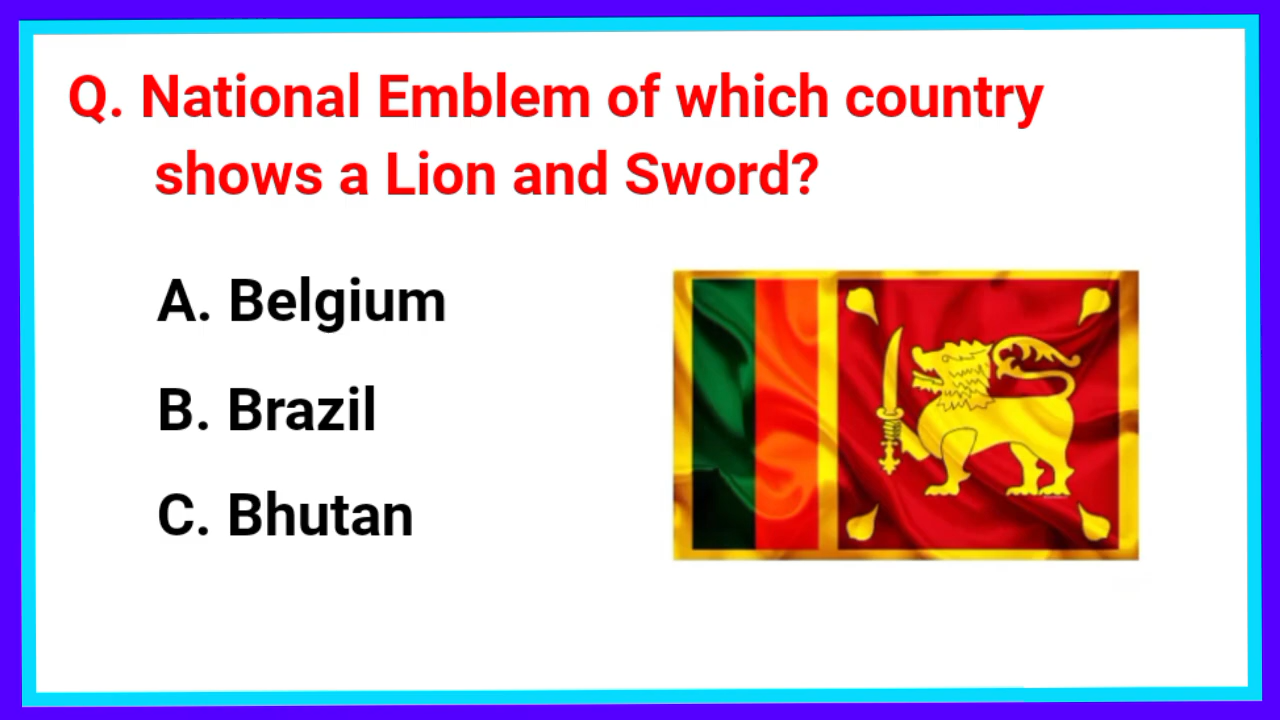 Q. National Emblem of which country
shows a Lion and Sword?
A. Belgium
B. Brazil
C. Bhutan